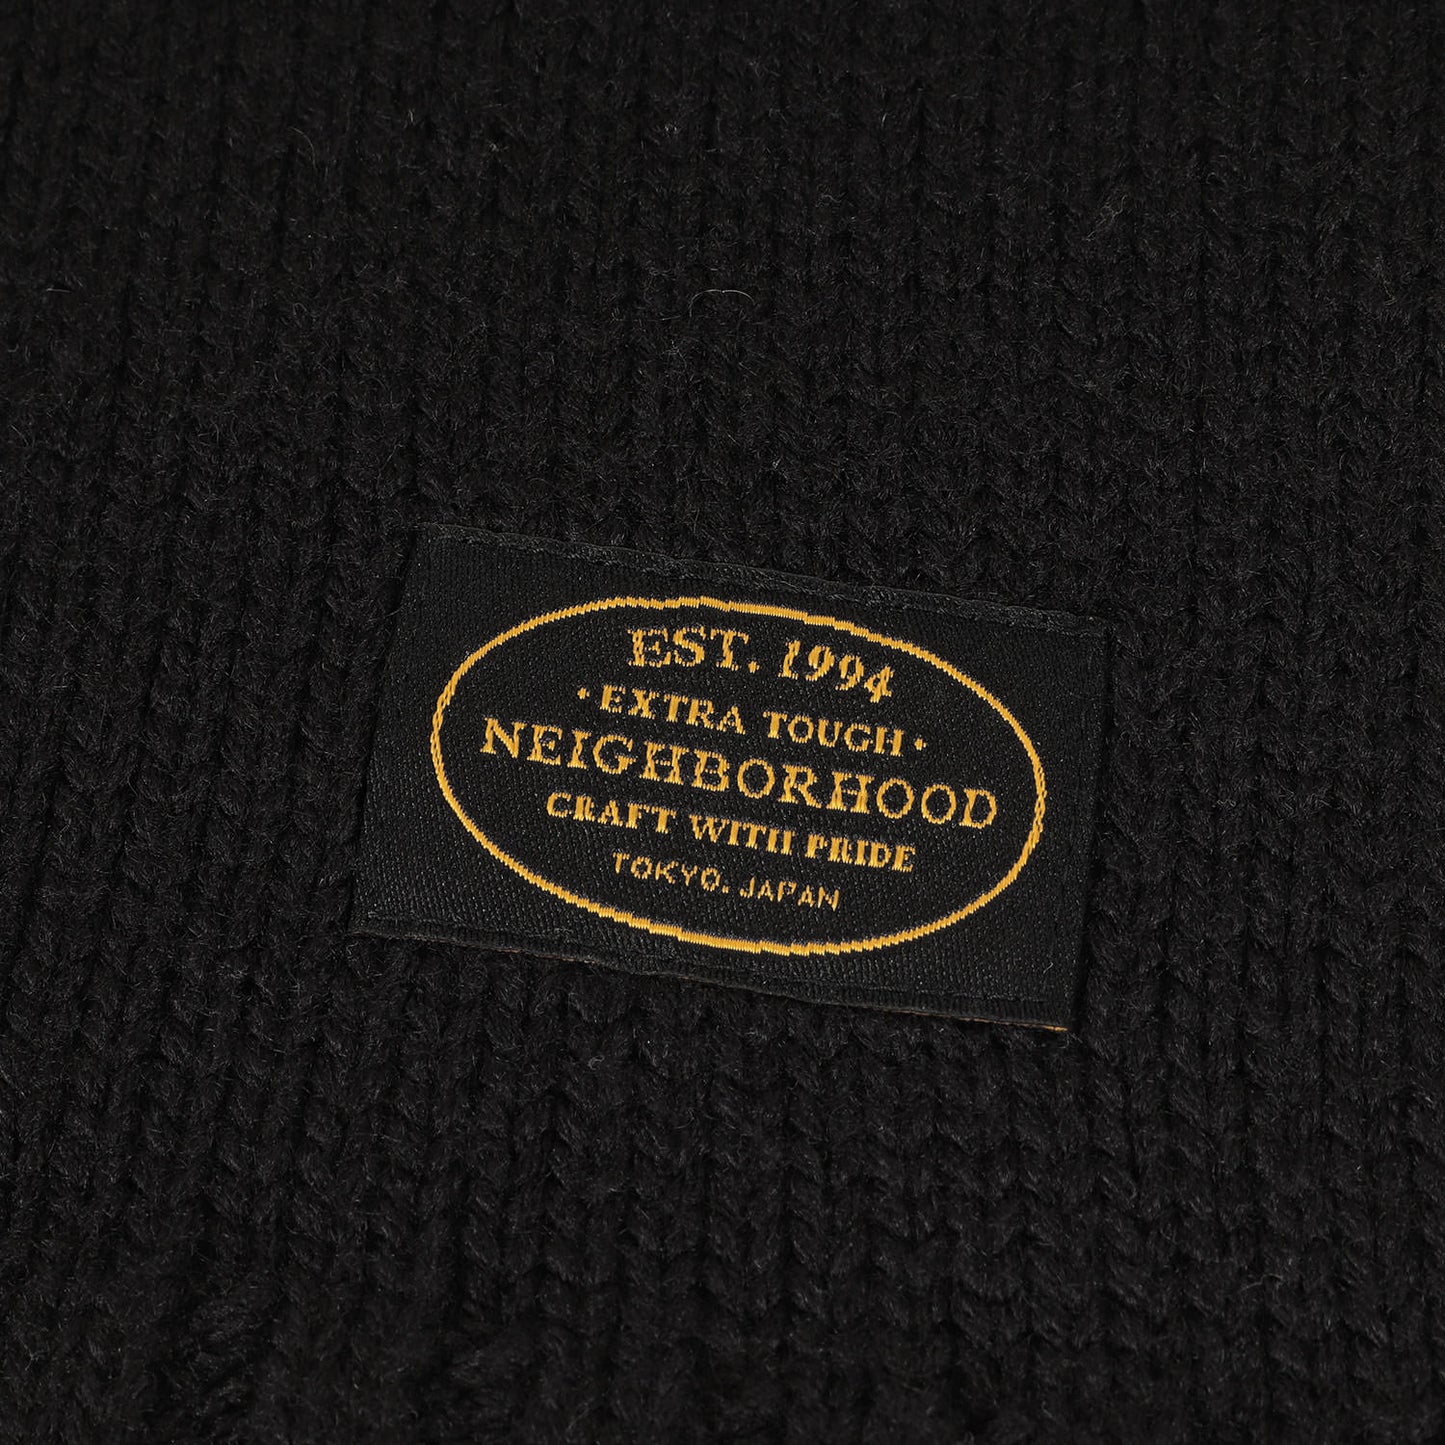 EST. 1994
• EXTRA TOUGH •
NEIGHBORHOOD
CRAFT WITH PRIDE
TOKYO. JAPAN